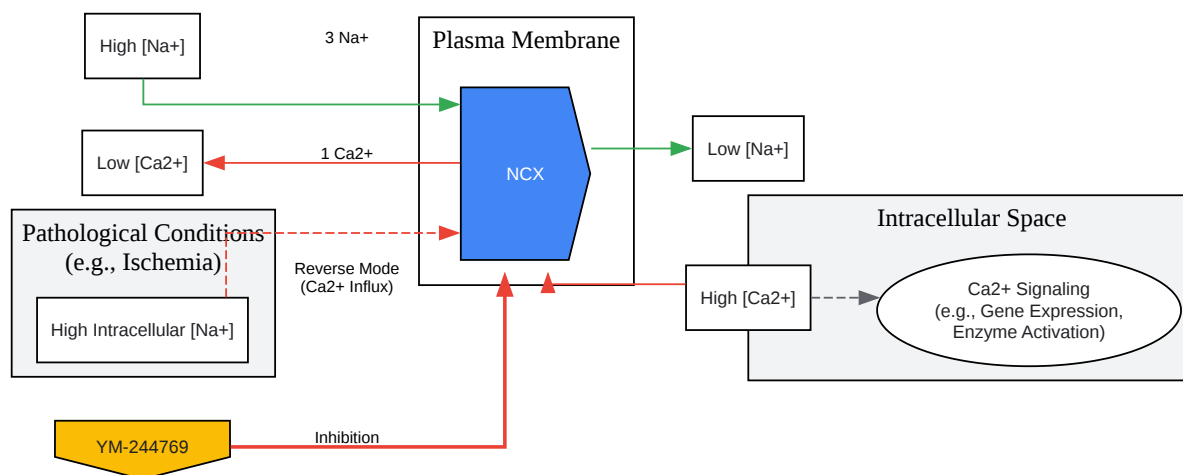 High [Na+]
3 Na+
Plasma Membrane
Low [Ca2+]
1 Ca2+
NCX
Low [Na+]
Pathological Conditions
(e.g., Ischemia)
High Intracellular [Na+]
Reverse Mode
(Ca2+ Influx)
Intracellular Space
High [Ca2+]
Ca2+ Signaling
(e.g., Gene Expression,
Enzyme Activation)
YM-244769
Inhibition